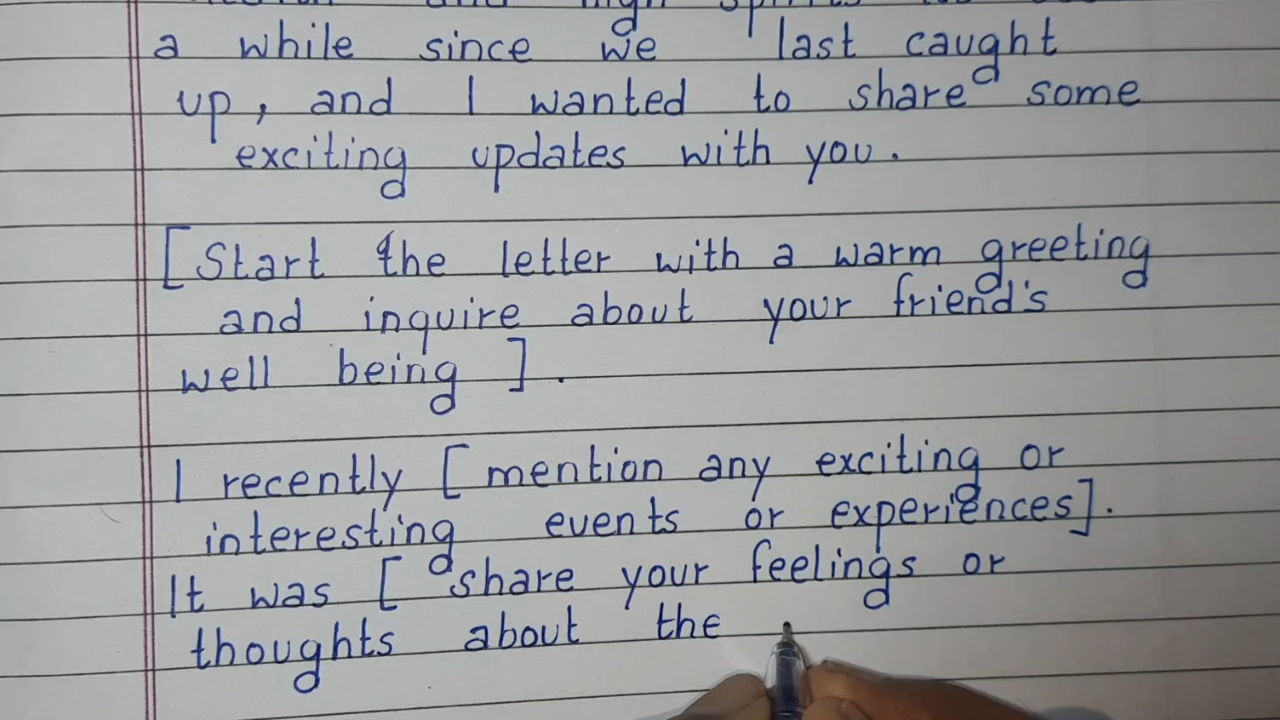 a while since we last caught
up, and I wanted to share some
exciting updates with you.
[Start the letter with a warm greeting
and inquire about your friend's
well being].
I recently [mention any exciting or
interesting events or experiences].
It was [share your feelings or
thoughts about the